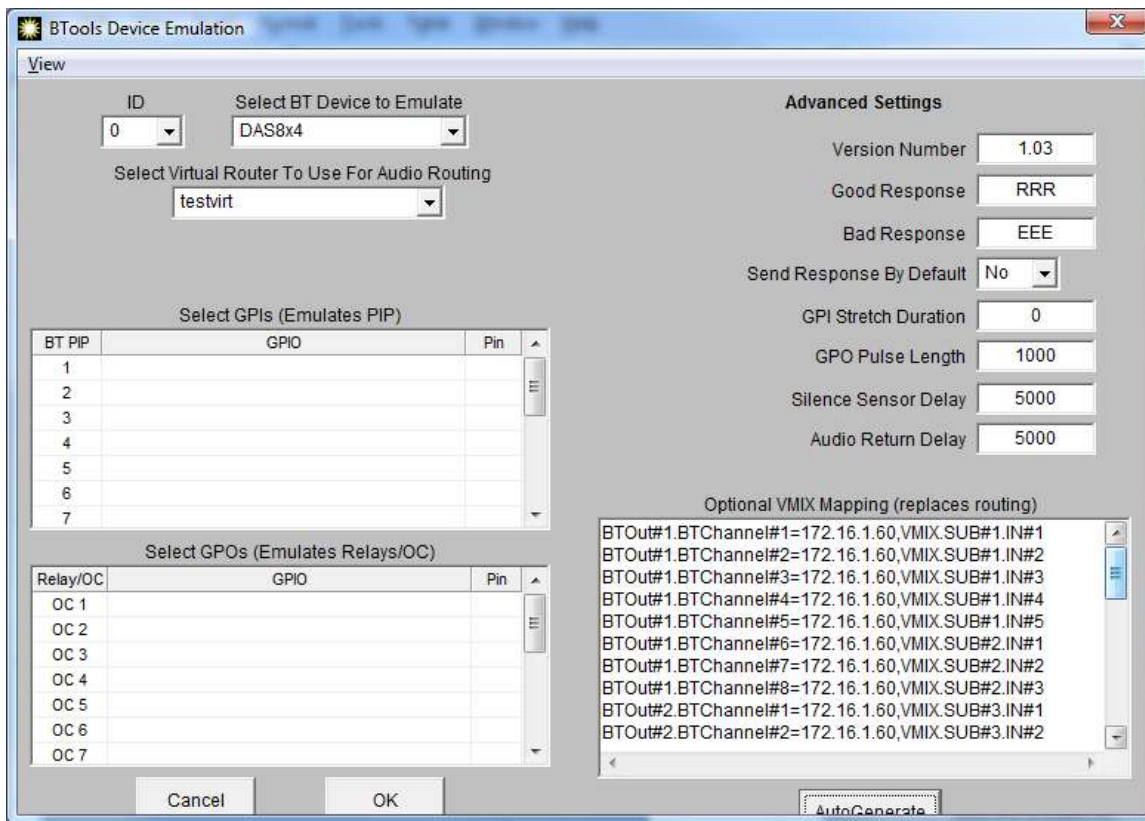 BTools Device Emulation
View
ID
Select BT Device to Emulate
0
DAS8x4
Select Virtual Router To Use For Audio Routing
testvirt
Select GPIs (Emulates PIP)
BT PIP GPIO Pin
1
2
3
4
5
6
7
Select GPOs (Emulates Relays/OC)
Relay/OC GPIO Pin
OC 1
OC 2
OC 3
OC 4
OC 5
OC 6
OC 7
Cancel
OK
Advanced Settings
Version Number 1.03
Good Response RRR
Bad Response EEE
Send Response By Default No
GPI Stretch Duration 0
GPO Pulse Length 1000
Silence Sensor Delay 5000
Audio Return Delay 5000
Optional VMIX Mapping (replaces routing)
BTOut#1.BTChannel#1=172.16.1.60,VMIX.SUB#1.IN#1
BTOut#1.BTChannel#2=172.16.1.60,VMIX.SUB#1.IN#2
BTOut#1.BTChannel#3=172.16.1.60,VMIX.SUB#1.IN#3
BTOut#1.BTChannel#4=172.16.1.60,VMIX.SUB#1.IN#4
BTOut#1.BTChannel#5=172.16.1.60,VMIX.SUB#1.IN#5
BTOut#1.BTChannel#6=172.16.1.60,VMIX.SUB#2.IN#1
BTOut#1.BTChannel#7=172.16.1.60,VMIX.SUB#2.IN#2
BTOut#1.BTChannel#8=172.16.1.60,VMIX.SUB#2.IN#3
BTOut#2.BTChannel#1=172.16.1.60,VMIX.SUB#3.IN#1
BTOut#2.BTChannel#2=172.16.1.60,VMIX.SUB#3.IN#2
AutoGenerate